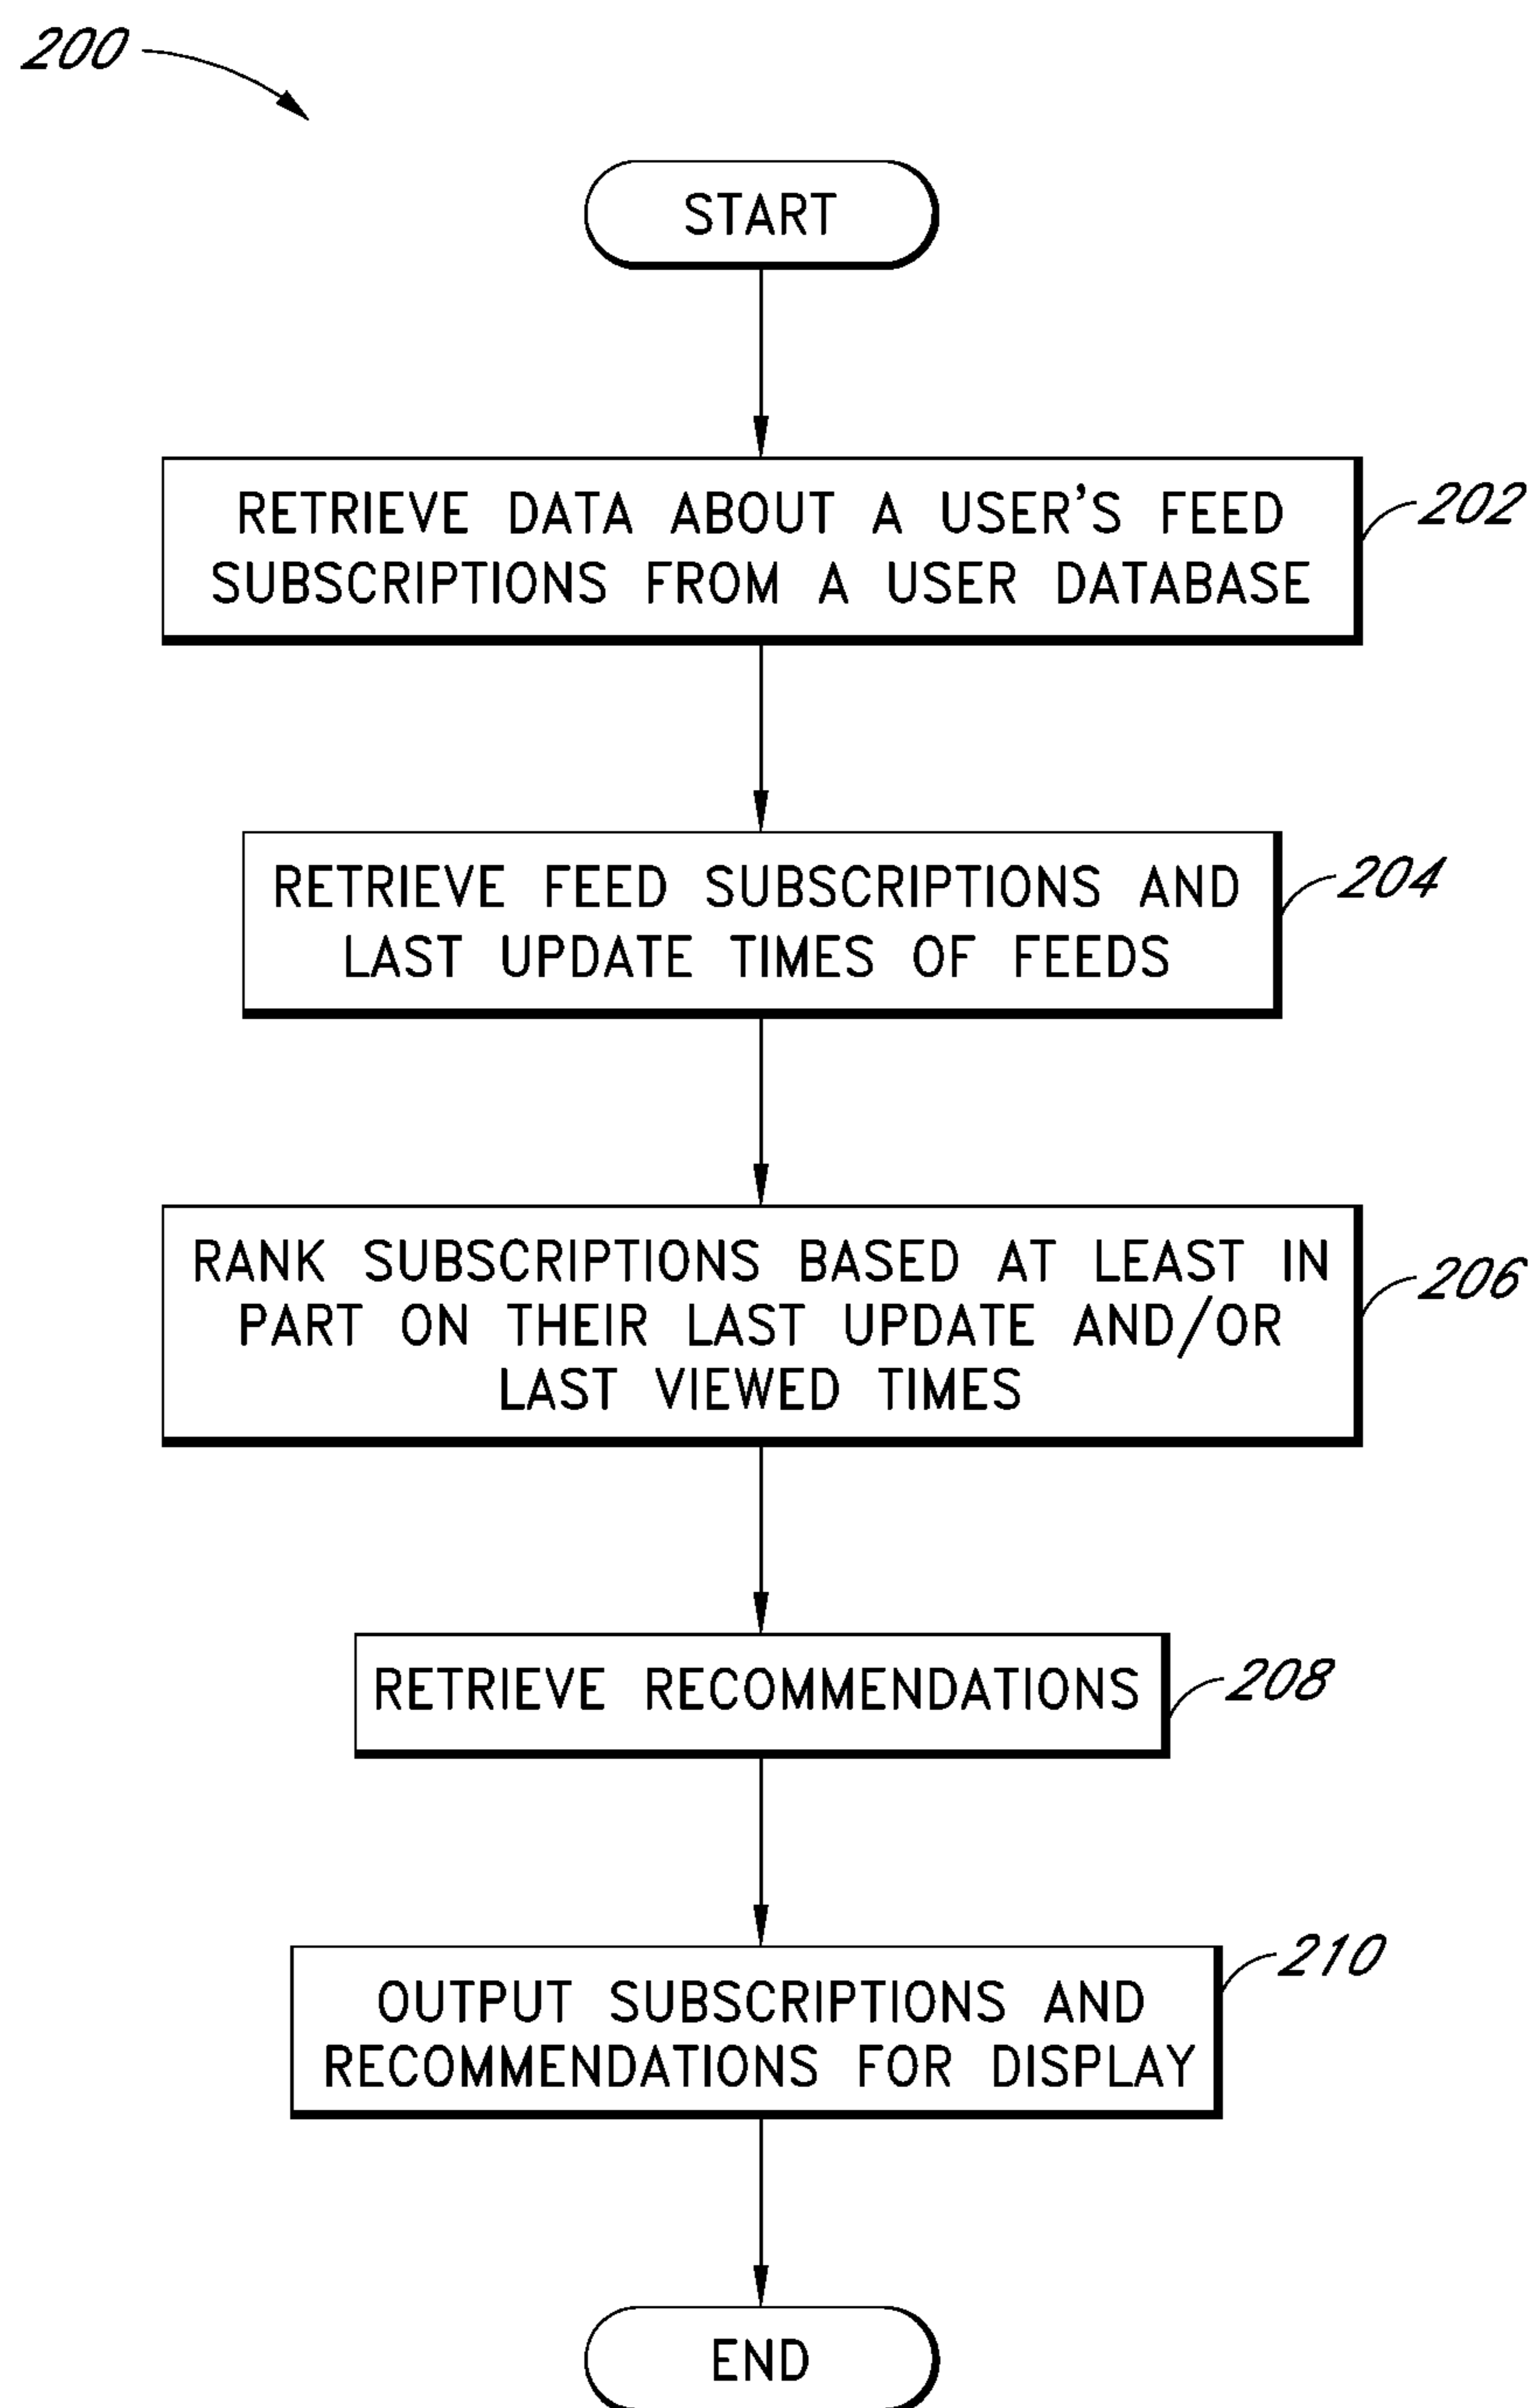 200
START
RETRIEVE DATA ABOUT A USER'S FEED
SUBSCRIPTIONS FROM A USER DATABASE
202
RETRIEVE FEED SUBSCRIPTIONS AND
LAST UPDATE TIMES OF FEEDS
204
RANK SUBSCRIPTIONS BASED AT LEAST IN
PART ON THEIR LAST UPDATE AND/OR
LAST VIEWED TIMES
206
RETRIEVE RECOMMENDATIONS
208
OUTPUT SUBSCRIPTIONS AND
RECOMMENDATIONS FOR DISPLAY
210
END